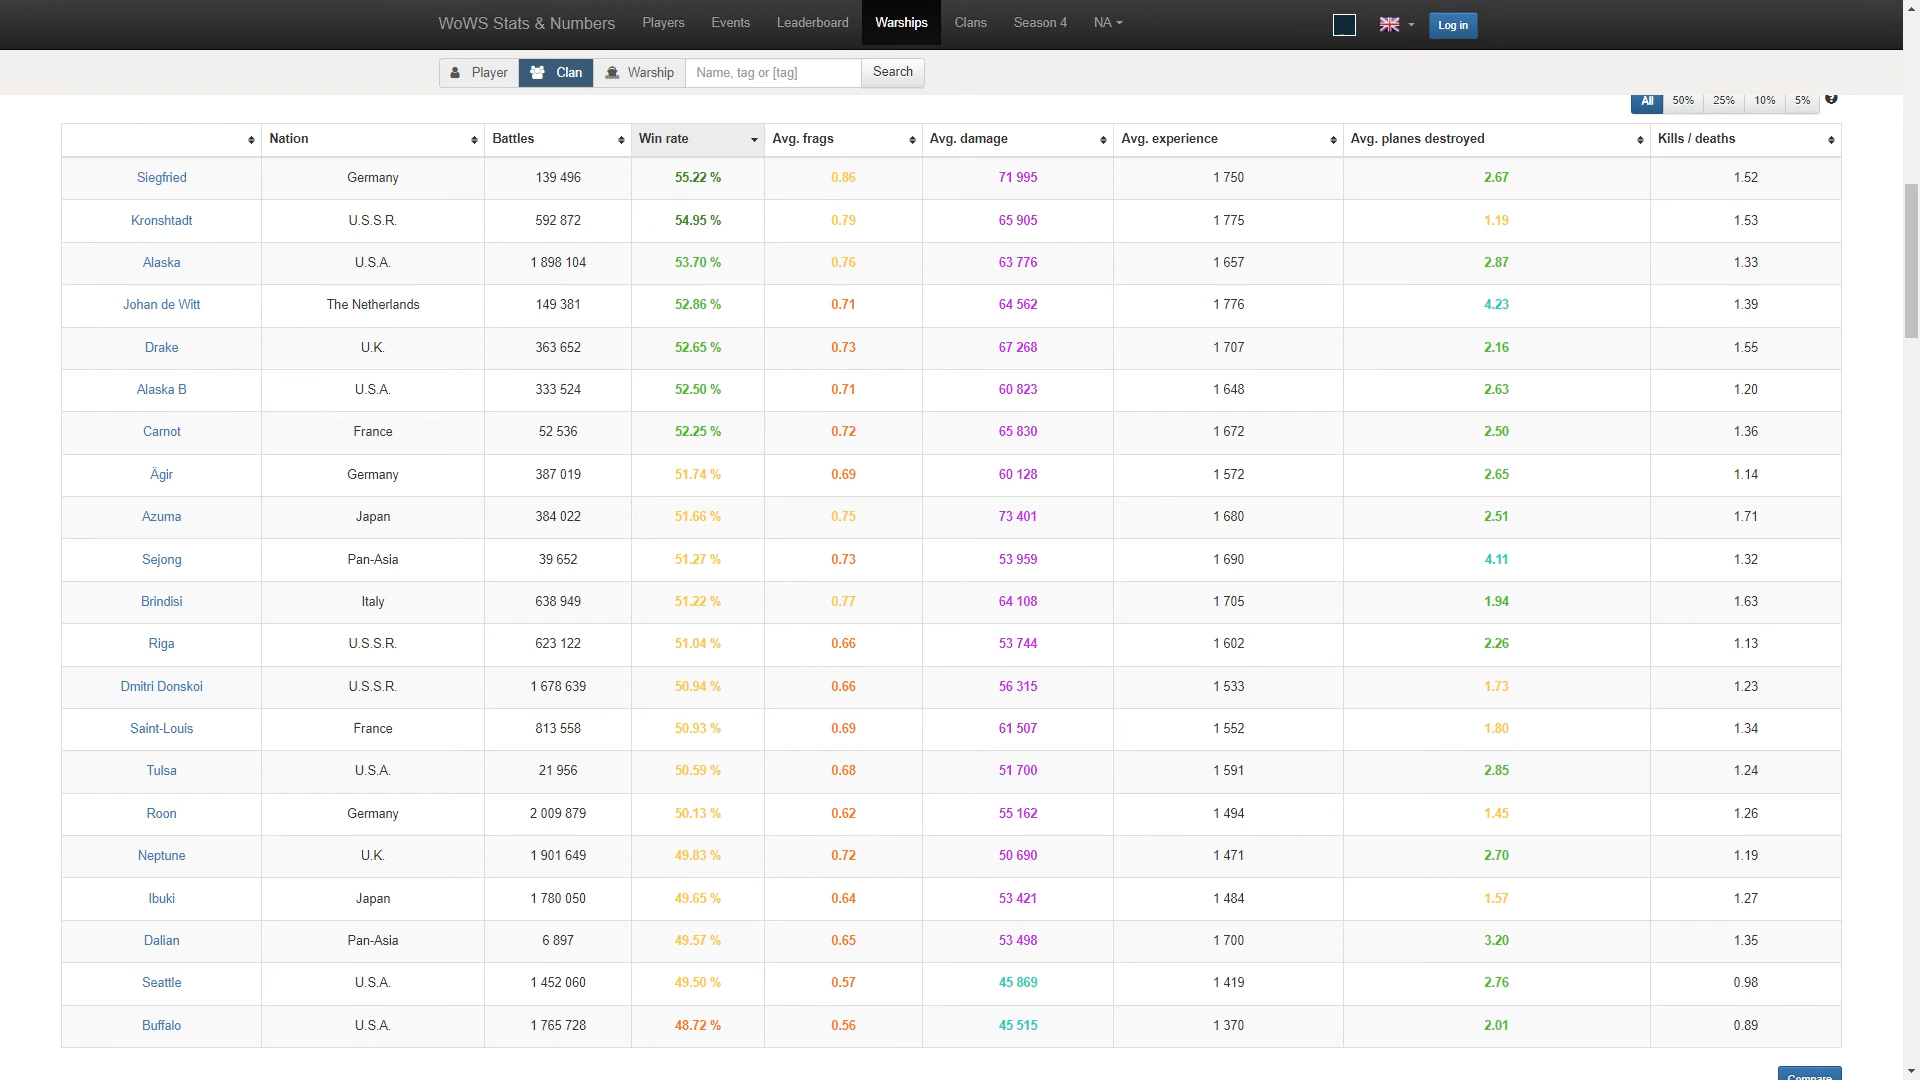 WoWS Stats & Numbers Players Events Leaderboard Warships Clans Season 4 NA Log in
Player Clan Warship Name, tag or [tag] Search
All 50% 25% 10% 5% ?
Nation Battles Win rate Avg. frags Avg. damage Avg. experience Avg. planes destroyed Kills / deaths
Siegfried Germany 139 496 55.22 % 0.86 71 995 1 750 2.67 1.52
Kronshtadt U.S.S.R. 592 872 54.95 % 0.79 65 905 1 775 1.19 1.53
Alaska U.S.A. 1 898 104 53.70 % 0.76 63 776 1 657 2.87 1.33
Johan de Witt The Netherlands 149 381 52.86 % 0.71 64 562 1 776 4.23 1.39
Drake U.K. 363 652 52.65 % 0.73 67 268 1 707 2.16 1.55
Alaska B U.S.A. 333 524 52.50 % 0.71 60 823 1 648 2.63 1.20
Carnot France 52 536 52.25 % 0.72 65 830 1 672 2.50 1.36
Ägir Germany 387 019 51.74 % 0.69 60 128 1 572 2.65 1.14
Azuma Japan 384 022 51.66 % 0.75 73 401 1 680 2.51 1.71
Sejong Pan-Asia 39 652 51.27 % 0.73 53 959 1 690 4.11 1.32
Brindisi Italy 638 949 51.22 % 0.77 64 108 1 705 1.94 1.63
Riga U.S.S.R. 623 122 51.04 % 0.66 53 744 1 602 2.26 1.13
Dmitri Donskoi U.S.S.R. 1 678 639 50.94 % 0.66 56 315 1 533 1.73 1.23
Saint-Louis France 813 558 50.93 % 0.69 61 507 1 552 1.80 1.34
Tulsa U.S.A. 21 956 50.59 % 0.68 51 700 1 591 2.85 1.24
Roon Germany 2 009 879 50.13 % 0.62 55 162 1 494 1.45 1.26
Neptune U.K. 1 901 649 49.83 % 0.72 50 690 1 471 2.70 1.19
Ibuki Japan 1 780 050 49.65 % 0.64 53 421 1 484 1.57 1.27
Dalian Pan-Asia 6 897 49.57 % 0.65 53 498 1 700 3.20 1.35
Seattle U.S.A. 1 452 060 49.50 % 0.57 45 869 1 419 2.76 0.98
Buffalo U.S.A. 1 765 728 48.72 % 0.56 45 515 1 370 2.01 0.89
Compare